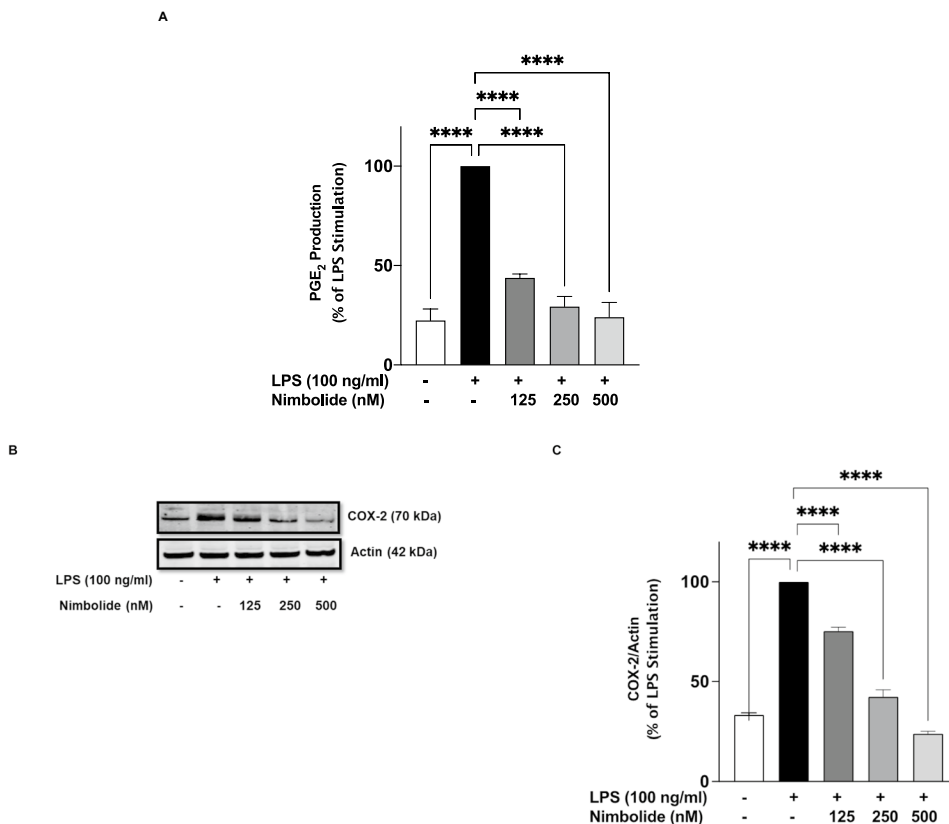 A
****
****
**** ****
PGE₂ Production
(% of LPS Stimulation)
100
50
0
LPS (100 ng/ml) - + + + +
Nimbolide (nM) - - 125 250 500
B
COX-2 (70 kDa)
Actin (42 kDa)
LPS (100 ng/ml) - + + + +
Nimbolide (nM) - - 125 250 500
C
****
****
**** ****
COX-2/Actin
(% of LPS Stimulation)
100
50
0
LPS (100 ng/ml) - + + + +
Nimbolide (nM) - - 125 250 500